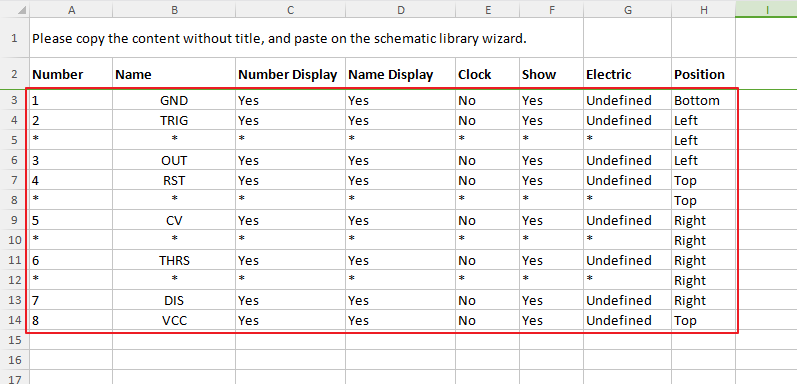 A B C D E F G H I
1 Please copy the content without title, and paste on the schematic library wizard.
2 Number Name Number Display Name Display Clock Show Electric Position
3 1 GND Yes Yes No Yes Undefined Bottom
4 2 TRIG Yes Yes No Yes Undefined Left
5 * * * * * * * Left
6 3 OUT Yes Yes No Yes Undefined Left
7 4 RST Yes Yes No Yes Undefined Top
8 * * * * * * * Top
9 5 CV Yes Yes No Yes Undefined Right
10 * * * * * * * Right
11 6 THRS Yes Yes No Yes Undefined Right
12 * * * * * * * Right
13 7 DIS Yes Yes No Yes Undefined Right
14 8 VCC Yes Yes No Yes Undefined Top
15
16
17